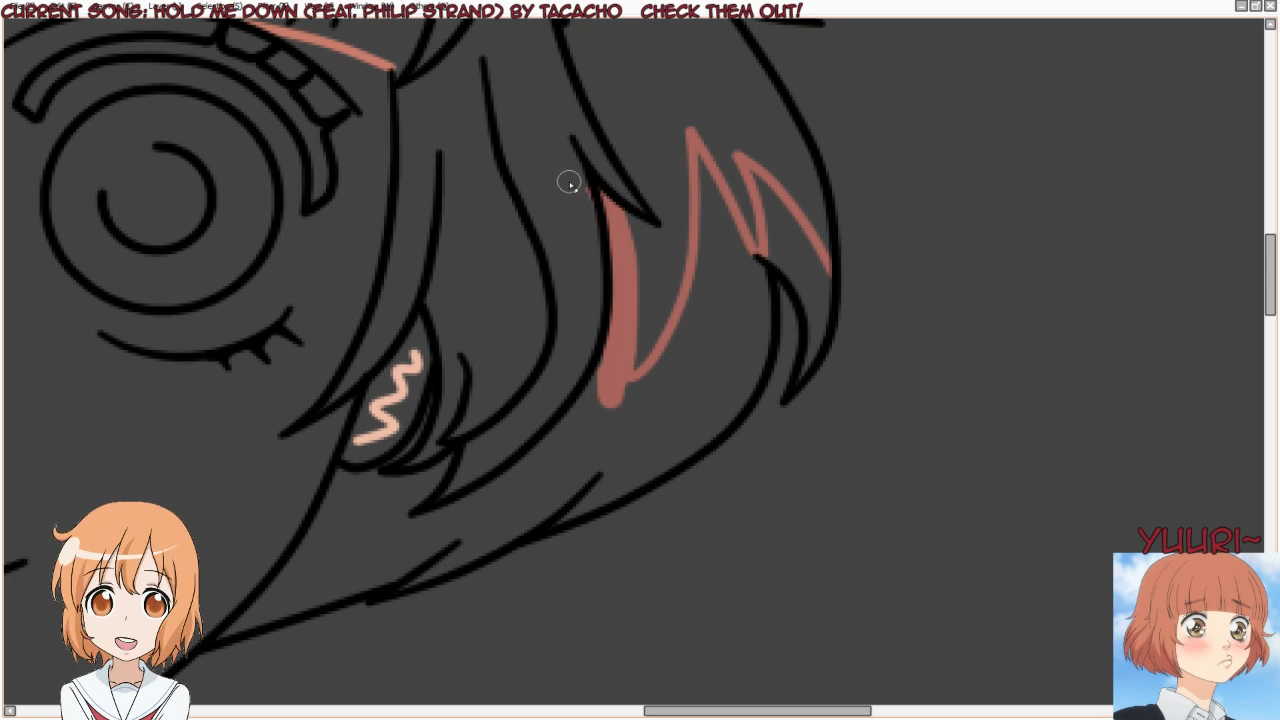 CURRENT SONG: HOLD ME DOWN (FEAT. PHILIP STRAND) BY TACACHO CHECK THEM OUT!
YUURI~